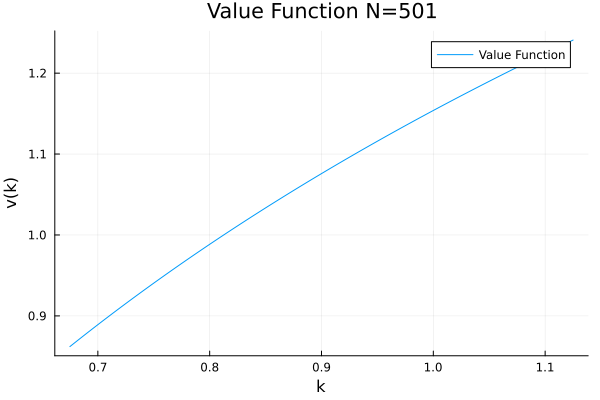 Value Function N=501
Value Function
v(k)
1.2
1.1
1.0
0.9
0.7
0.8
0.9
1.0
1.1
k